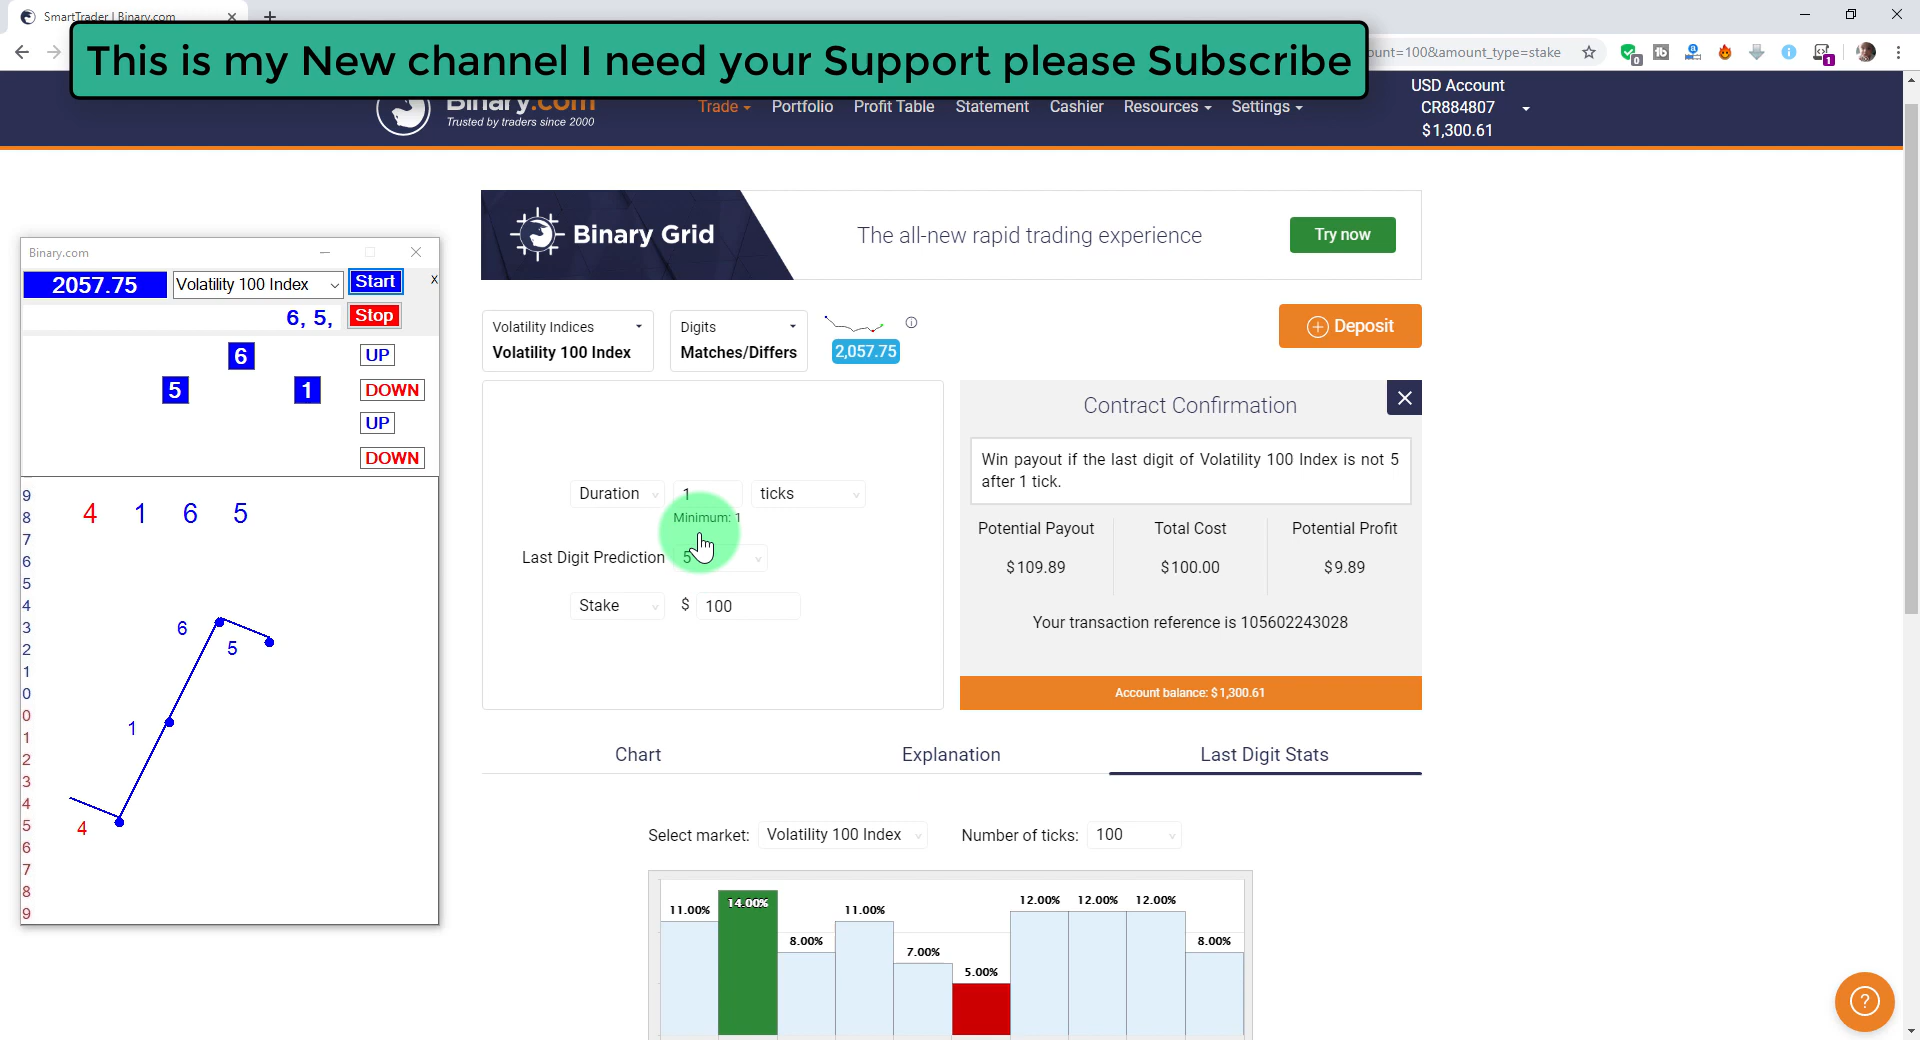 SmartTrader | Binary.com
This is my New channel I need your Support please Subscribe
ount=100&amount_type=stake
Binary.com
Trusted by traders since 2000
Trade Portfolio Profit Table Statement Cashier Resources Settings
USD Account
CR884807
$1,300.61
Binary Grid
The all-new rapid trading experience
Try now
Binary.com
2057.75 Volatility 100 Index Start x
6, 5, Stop
6 UP
5 1 DOWN
UP
DOWN
Volatility Indices
Volatility 100 Index
Digits
Matches/Differs
2,057.75
Deposit
Duration 1 ticks
Minimum: 1
Last Digit Prediction 5
Stake $ 100
Contract Confirmation
Win payout if the last digit of Volatility 100 Index is not 5
after 1 tick.
Potential Payout Total Cost Potential Profit
$109.89 $100.00 $9.89
Your transaction reference is 105602243028
Account balance: $1,300.61
9
8
7
6
5
4
3
2
1
0
0
1
2
3
4
5
6
7
8
9
4 1 6 5
6
5
1
4
Chart Explanation Last Digit Stats
Select market: Volatility 100 Index Number of ticks: 100
11.00% 14.00% 8.00% 11.00% 7.00% 5.00% 12.00% 12.00% 12.00% 8.00%